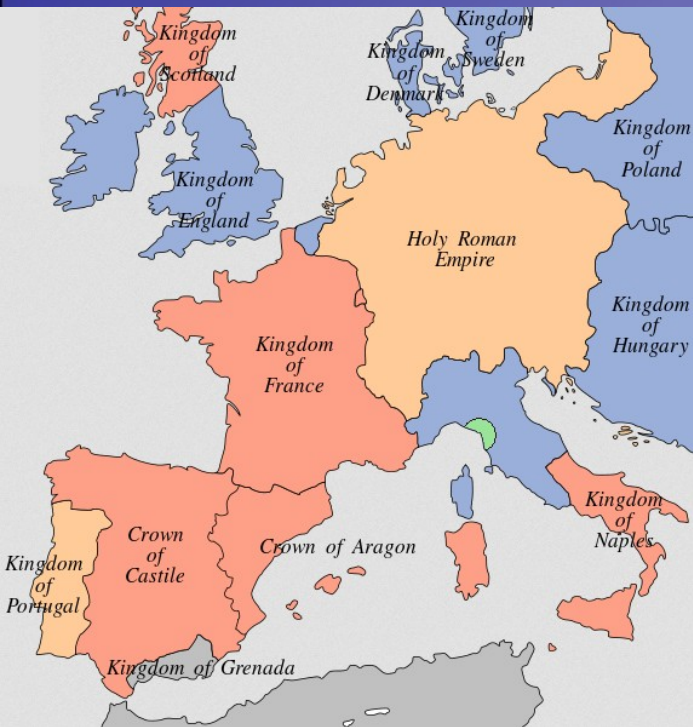 Kingdom
of
Scotland
Kingdom
of
Sweden
Kingdom
of
Denmark
Kingdom
of
Poland
Kingdom
of
England
Holy Roman
Empire
Kingdom
of
Hungary
Kingdom
of
France
Kingdom
of
Naples
Crown
of
Castile
Crown of Aragon
Kingdom
of
Portugal
Kingdom of Grenada